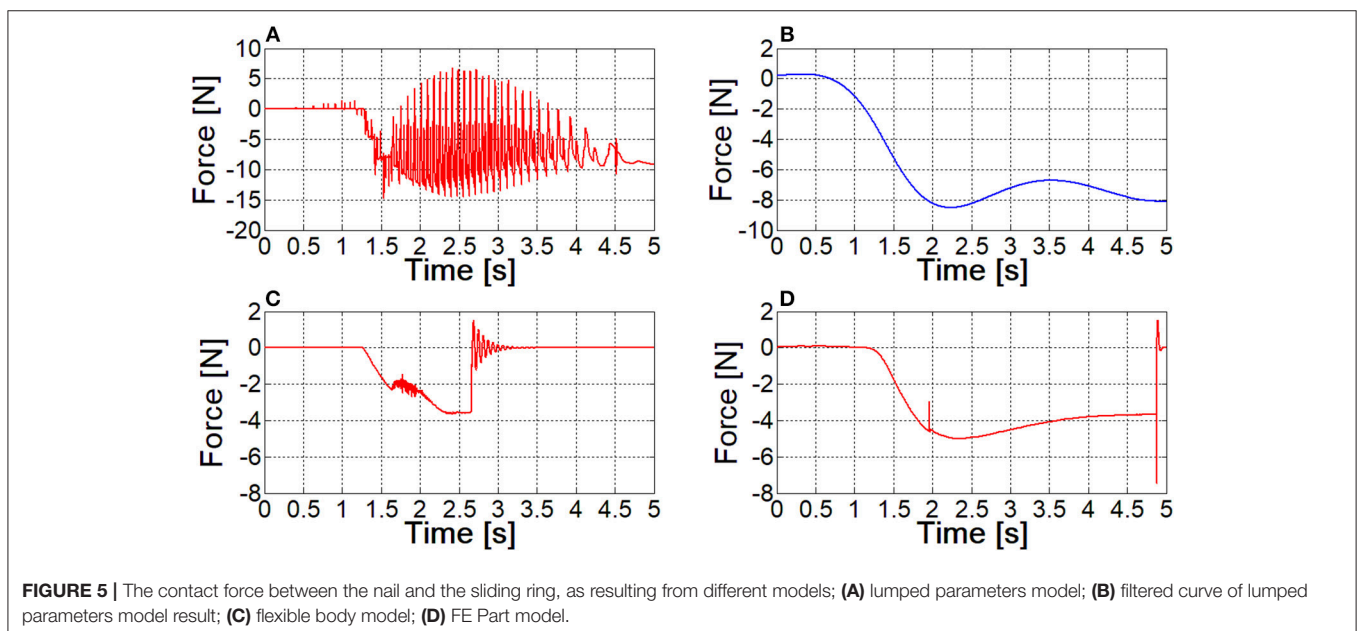 A
10
5
0
-5
-10
-15
-20
Force [N]
0 0.5 1 1.5 2 2.5 3 3.5 4 4.5 5
Time [s]
B
2
0
-2
-4
-6
-8
-10
Force [N]
0 0.5 1 1.5 2 2.5 3 3.5 4 4.5 5
Time [s]
C
2
0
-2
-4
-6
-8
Force [N]
0 0.5 1 1.5 2 2.5 3 3.5 4 4.5 5
Time [s]
D
2
0
-2
-4
-6
-8
Force [N]
0 0.5 1 1.5 2 2.5 3 3.5 4 4.5 5
Time [s]
FIGURE 5 | The contact force between the nail and the sliding ring, as resulting from different models; (A) lumped parameters model; (B) filtered curve of lumped
parameters model result; (C) flexible body model; (D) FE Part model.